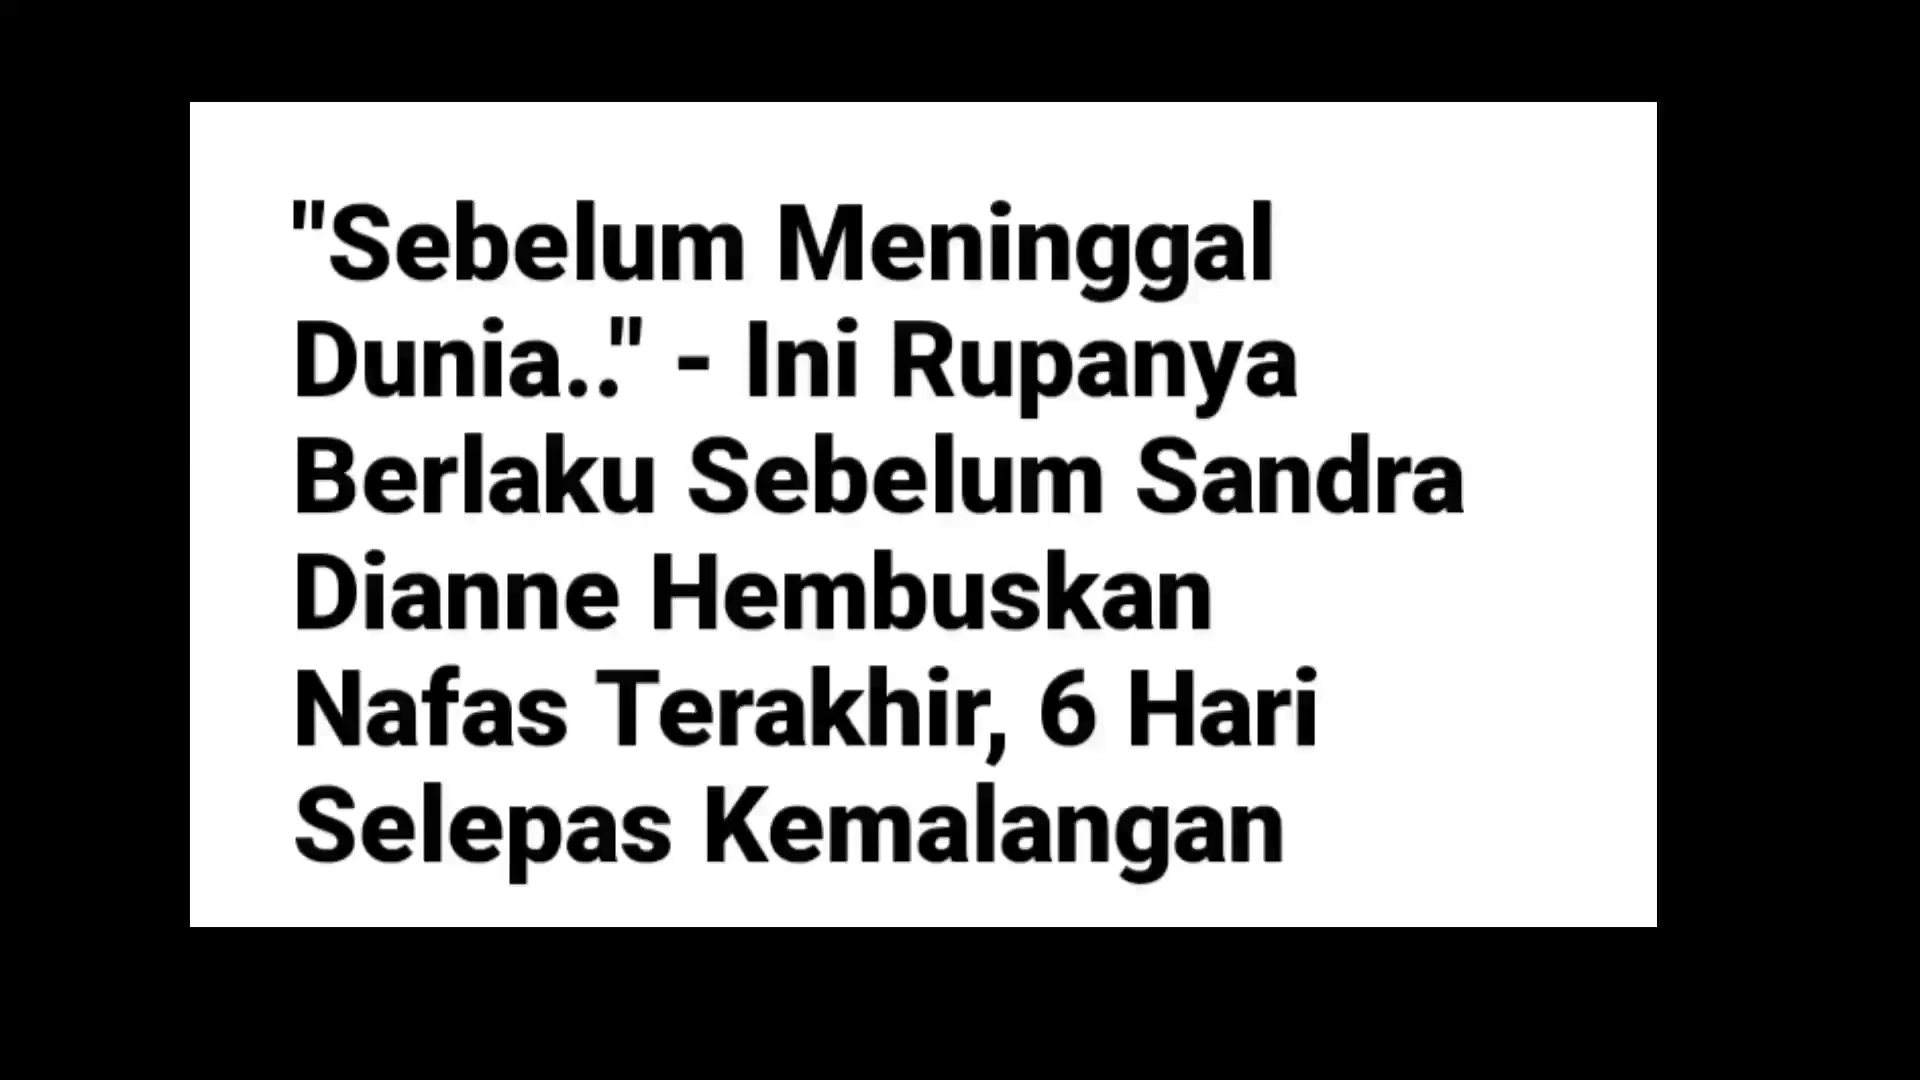 "Sebelum Meninggal
Dunia.." - Ini Rupanya
Berlaku Sebelum Sandra
Dianne Hembuskan
Nafas Terakhir, 6 Hari
Selepas Kemalangan